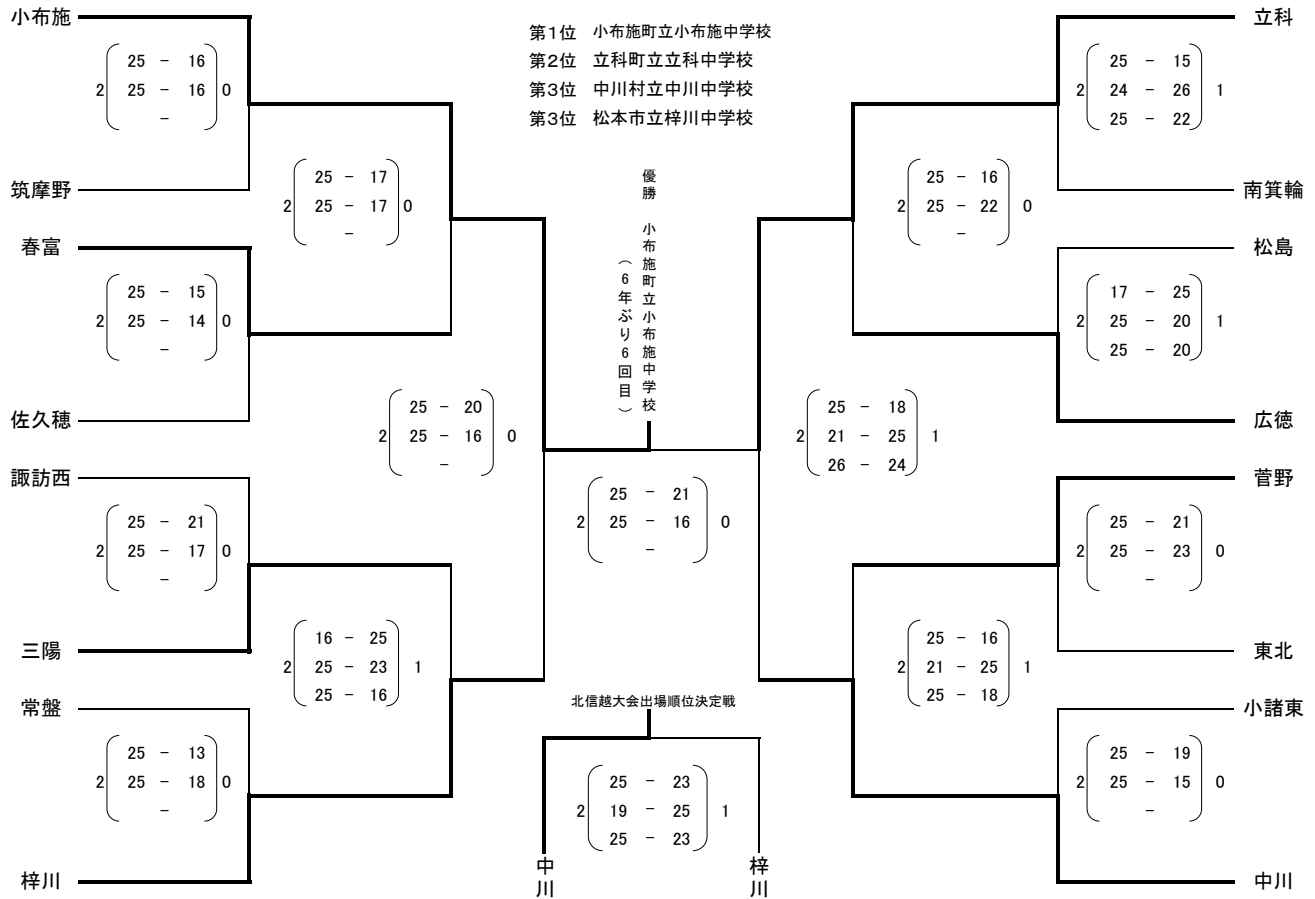 小布施
25 - 16
2 25 - 16 0
-
筑摩野
春富
25 - 15
2 25 - 14 0
-
佐久穂
諏訪西
25 - 21
2 25 - 17 0
-
三陽
常盤
25 - 13
2 25 - 18 0
-
梓川
25 - 17
2 25 - 17 0
-
16 - 25
2 25 - 23 1
25 - 16
25 - 20
2 25 - 16 0
-
第1位 小布施町立小布施中学校
第2位 立科町立立科中学校
第3位 中川村立中川中学校
第3位 松本市立梓川中学校
優勝 小布施町立小布施中学校
(6年ぶり6回目)
25 - 21
2 25 - 16 0
-
北信越大会出場順位決定戦
25 - 23
2 19 - 25 1
25 - 23
中川
梓川
25 - 18
2 21 - 25 1
26 - 24
25 - 16
2 25 - 22 0
-
25 - 16
2 21 - 25 1
25 - 18
立科
25 - 15
2 24 - 26 1
25 - 22
南箕輪
松島
17 - 25
2 25 - 20 1
25 - 20
広徳
菅野
25 - 21
2 25 - 23 0
-
東北
小諸東
25 - 19
2 25 - 15 0
-
中川